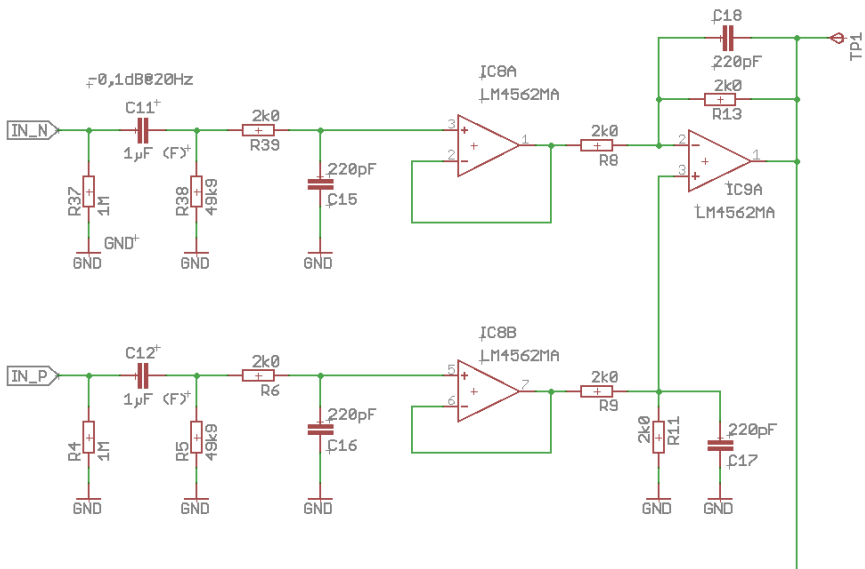 C18
TP1
220pF
-0,1dB@20Hz
IC8A
LM4562MA
2k0
R13
C11
IN_N
1µF (F)
2k0
R39
3
2
1
2k0
R8
2
3
1
IC9A
LM4562MA
R37
1M
R38
49k9
220pF
C15
GND
GND
GND
GND
IC8B
LM4562MA
C12
IN_P
1µF (F)
2k0
R6
5
6
7
2k0
R9
R4
1M
R5
49k9
220pF
C16
2k0
R11
220pF
C17
GND
GND
GND
GND
GND